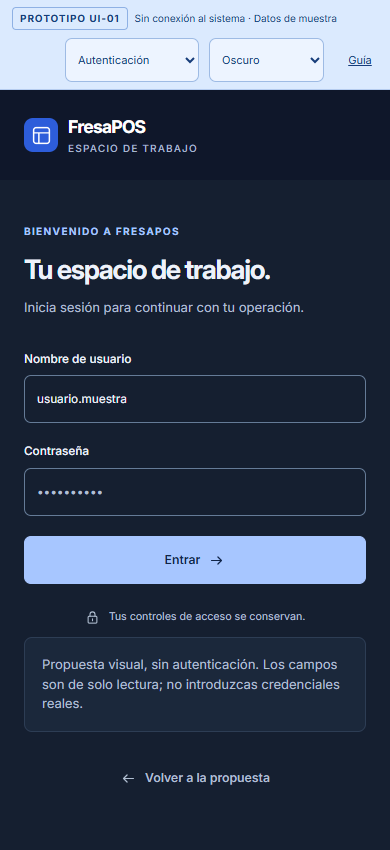 PROTOTIPO UI-01 Sin conexión al sistema · Datos de muestra
Autenticación Oscuro Guía
FresaPOS
ESPACIO DE TRABAJO
BIENVENIDO A FRESAPOS
Tu espacio de trabajo.
Inicia sesión para continuar con tu operación.
Nombre de usuario
usuario.muestra
Contraseña
••••••••••
Entrar →
Tus controles de acceso se conservan.
Propuesta visual, sin autenticación. Los campos
son de solo lectura; no introduzcas credenciales
reales.
← Volver a la propuesta